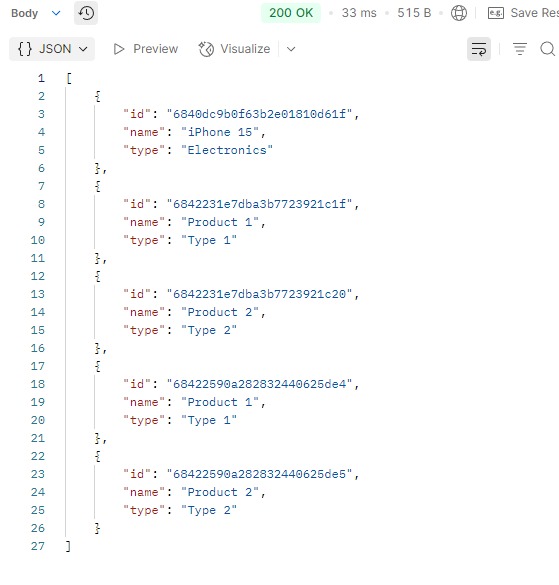 Body 200 OK • 33 ms • 515 B e.g. Save Res
{} JSON Preview Visualize
1 [
2 {
3 "id": "6840dc9b0f63b2e01810d61f",
4 "name": "iPhone 15",
5 "type": "Electronics"
6 },
7 {
8 "id": "6842231e7dba3b7723921c1f",
9 "name": "Product 1",
10 "type": "Type 1"
11 },
12 {
13 "id": "6842231e7dba3b7723921c20",
14 "name": "Product 2",
15 "type": "Type 2"
16 },
17 {
18 "id": "68422590a282832440625de4",
19 "name": "Product 1",
20 "type": "Type 1"
21 },
22 {
23 "id": "68422590a282832440625de5",
24 "name": "Product 2",
25 "type": "Type 2"
26 }
27 ]